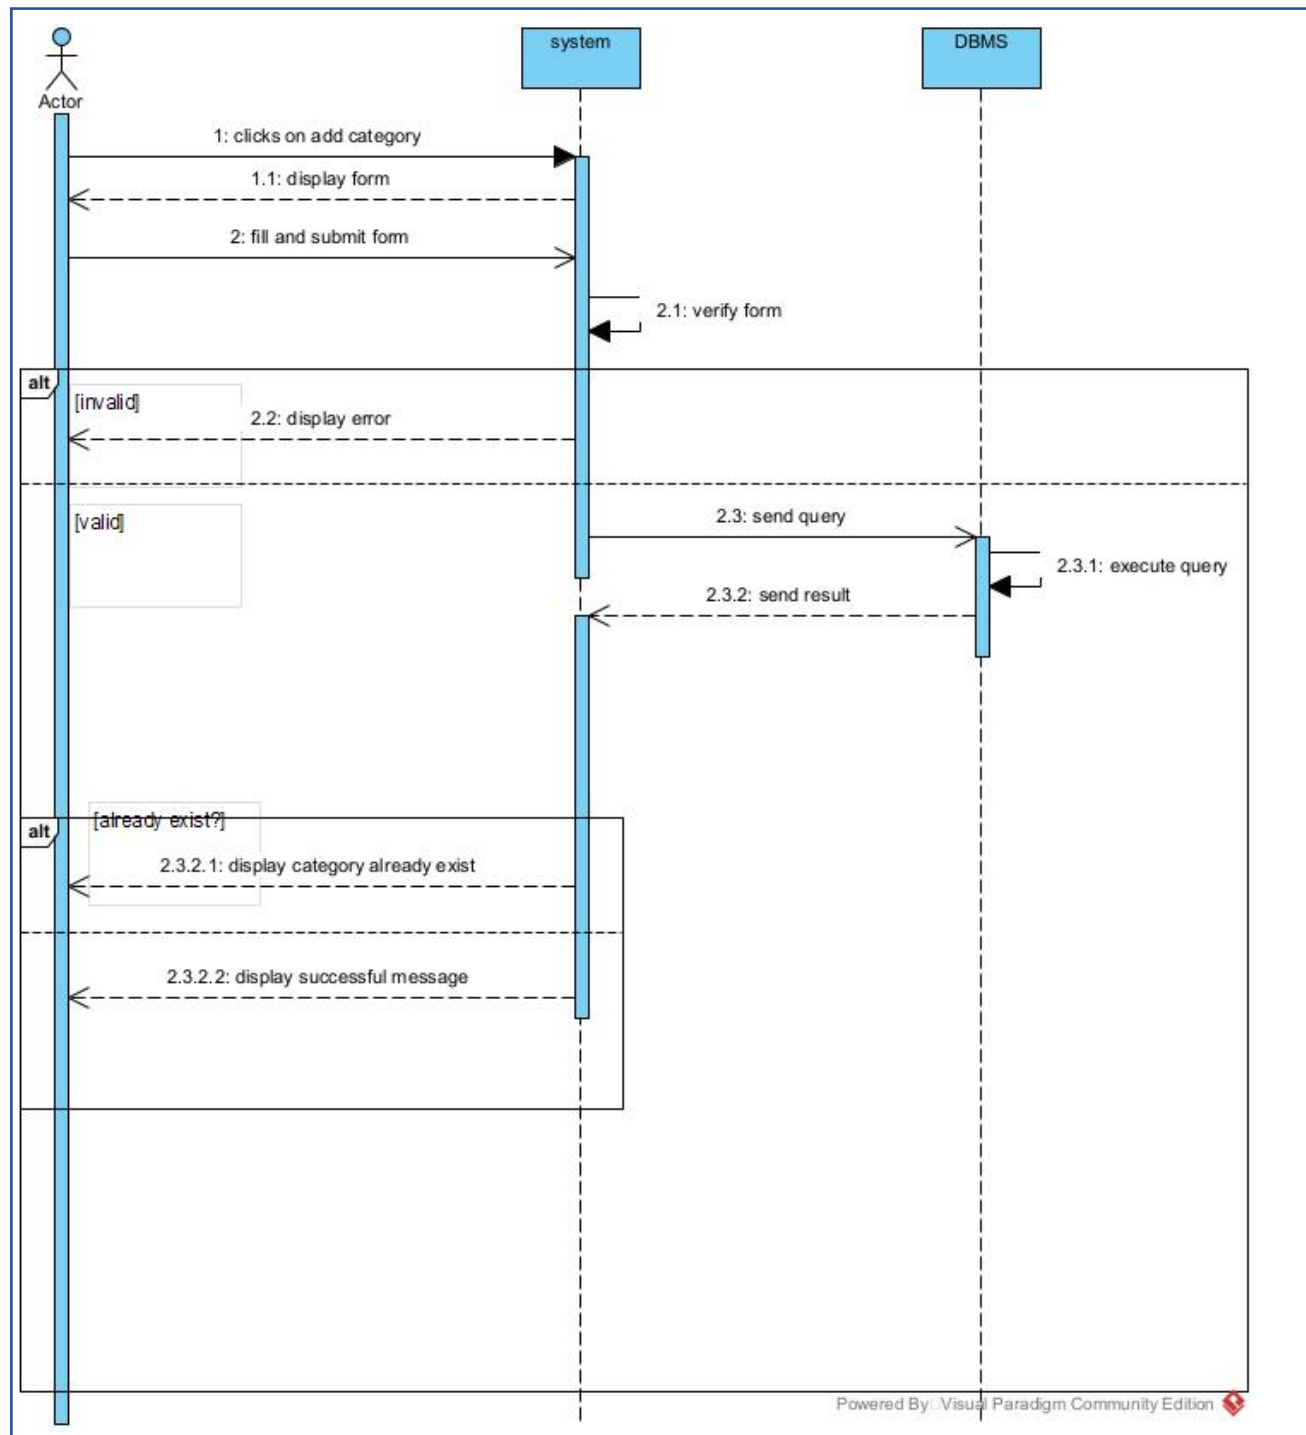 system
DBMS
Actor
1: clicks on add category
1.1: display form
2: fill and submit form
2.1: verify form
alt
[invalid]
2.2: display error
[valid]
2.3: send query
2.3.1: execute query
2.3.2: send result
alt
[already exist?]
2.3.2.1: display category already exist
2.3.2.2: display successful message
Powered By Visual Paradigm Community Edition